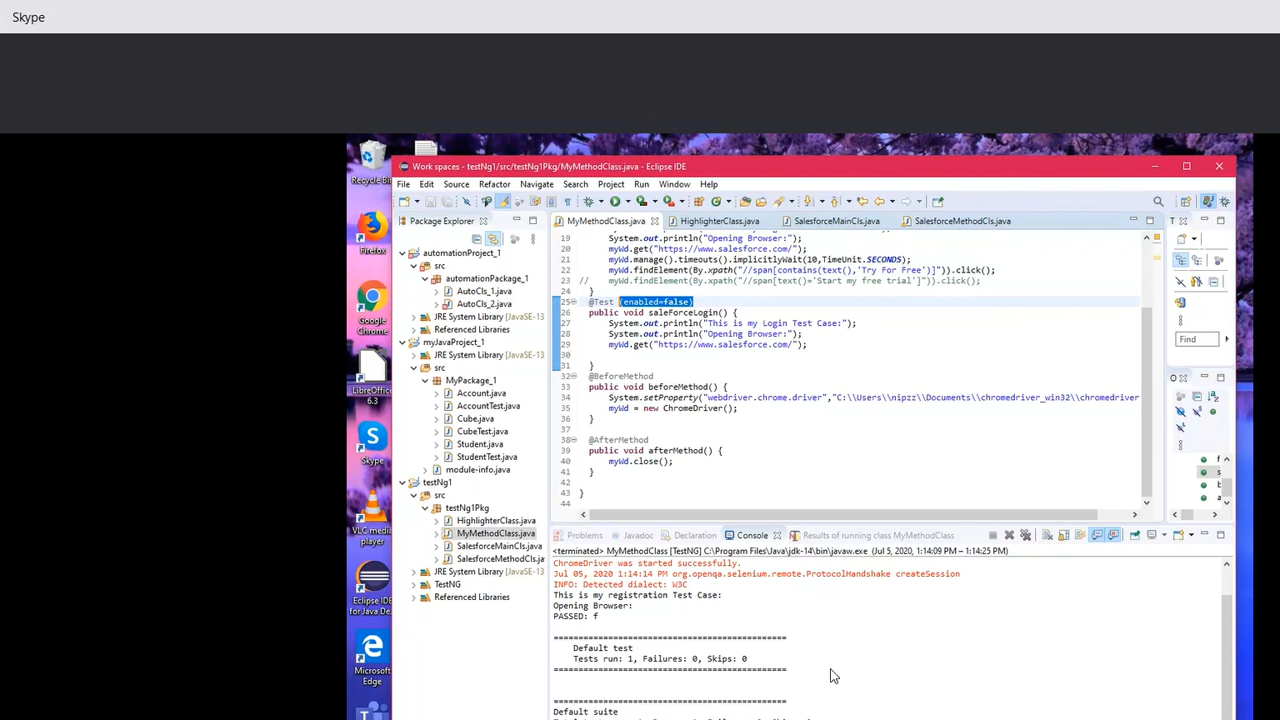 Skype
Recycle Bin
Work spaces - testNg1/src/testNg1Pkg/MyMethodClass.java - Eclipse IDE
File Edit Source Refactor Navigate Search Project Run Window Help
Package Explorer
MyMethodClass.java HighlighterClass.java SalesforceMainCls.java SalesforceMethodCls.java
automationProject_1
src
automationPackage_1
AutoCls_1.java
AutoCls_2.java
JRE System Library [JavaSE-13
Referenced Libraries
myJavaProject_1
JRE System Library [JavaSE-13
src
MyPackage_1
Account.java
AccountTest.java
Cube.java
CubeTest.java
Student.java
StudentTest.java
module-info.java
testNg1
src
testNg1Pkg
HighlighterClass.java
MyMethodClass.java
SalesforceMainCls.java
SalesforceMethodCls.ja
JRE System Library [JavaSE-13
TestNG
Referenced Libraries
Firefox
Google
Chrome
LibreOffice
6.3
Skype
VLC media
player
Eclipse IDE
for Java De...
Microsoft
Edge
19 System.out.println("Opening Browser:");
20 myWd.get("https://www.salesforce.com/");
21 myWd.manage().timeouts().implicitlyWait(10,TimeUnit.SECONDS);
22 myWd.findElement(By.xpath("//span[contains(text(),'Try For Free')]")).click();
23 // myWd.findElement(By.xpath("//span[text()='Start my free trial']")).click();
24 }
25 @Test (enabled=false)
26 public void saleForceLogin() {
27 System.out.println("This is my Login Test Case:");
28 System.out.println("Opening Browser:");
29 myWd.get("https://www.salesforce.com/");
30
31 }
32 @BeforeMethod
33 public void beforeMethod() {
34 System.setProperty("webdriver.chrome.driver","C:\\Users\\nipzz\\Documents\\chromedriver_win32\\chromedriver
35 myWd = new ChromeDriver();
36 }
37
38 @AfterMethod
39 public void afterMethod() {
40 myWd.close();
41 }
42
43 }
44
Find
Problems Javadoc Declaration Console Results of running class MyMethodClass
<terminated> MyMethodClass [TestNG] C:\Program Files\Java\jdk-14\bin\javaw.exe (Jul 5, 2020, 1:14:09 PM – 1:14:25 PM)
ChromeDriver was started successfully.
Jul 05, 2020 1:14:14 PM org.openqa.selenium.remote.ProtocolHandshake createSession
INFO: Detected dialect: W3C
This is my registration Test Case:
Opening Browser:
PASSED: f
===============================================
Default test
Tests run: 1, Failures: 0, Skips: 0
===============================================
===============================================
Default suite